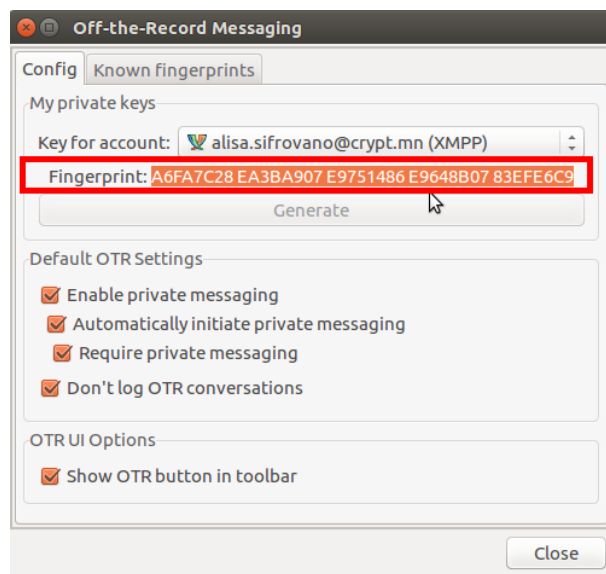 Off-the-Record Messaging
Config Known fingerprints
My private keys
Key for account: alisa.sifrovano@crypt.mn (XMPP)
Fingerprint: A6FA7C28 EA3BA907 E9751486 E9648B07 83EFE6C9
Generate
Default OTR Settings
Enable private messaging
Automatically initiate private messaging
Require private messaging
Don't log OTR conversations
OTR UI Options
Show OTR button in toolbar
Close